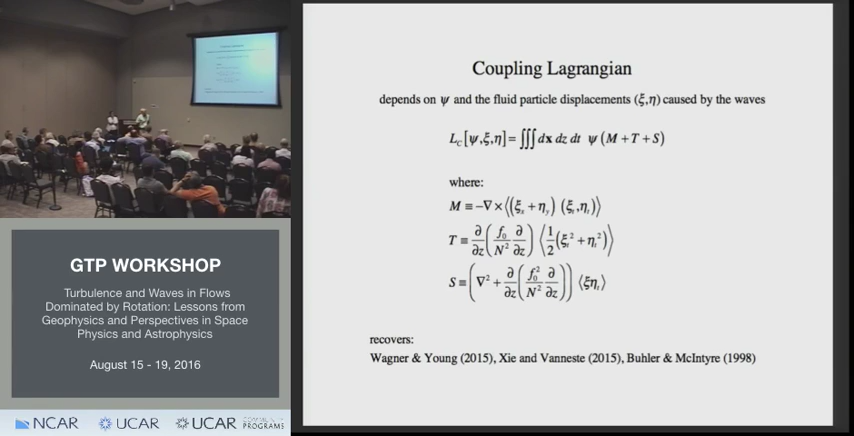 GTP WORKSHOP
Turbulence and Waves in Flows
Dominated by Rotation: Lessons from
Geophysics and Perspectives in Space
Physics and Astrophysics
August 15 - 19, 2016
NCAR UCAR UCAR COMMUNITY PROGRAMS
Coupling Lagrangian
depends on ψ and the fluid particle displacements (ξ,η) caused by the waves
L_C[ψ,ξ,η] = ∭ dx dz dt ψ (M + T + S)
where:
M ≡ −∇×⟨(ξ_x + η_y) (ξ_t, η_t)⟩
T ≡ ∂/∂z (f_0/N² ∂/∂z) ⟨½(ξ_t² + η_t²)⟩
S ≡ (∇² + ∂/∂z (f_0²/N² ∂/∂z)) ⟨ξη_t⟩
recovers:
Wagner & Young (2015), Xie and Vanneste (2015), Buhler & McIntyre (1998)